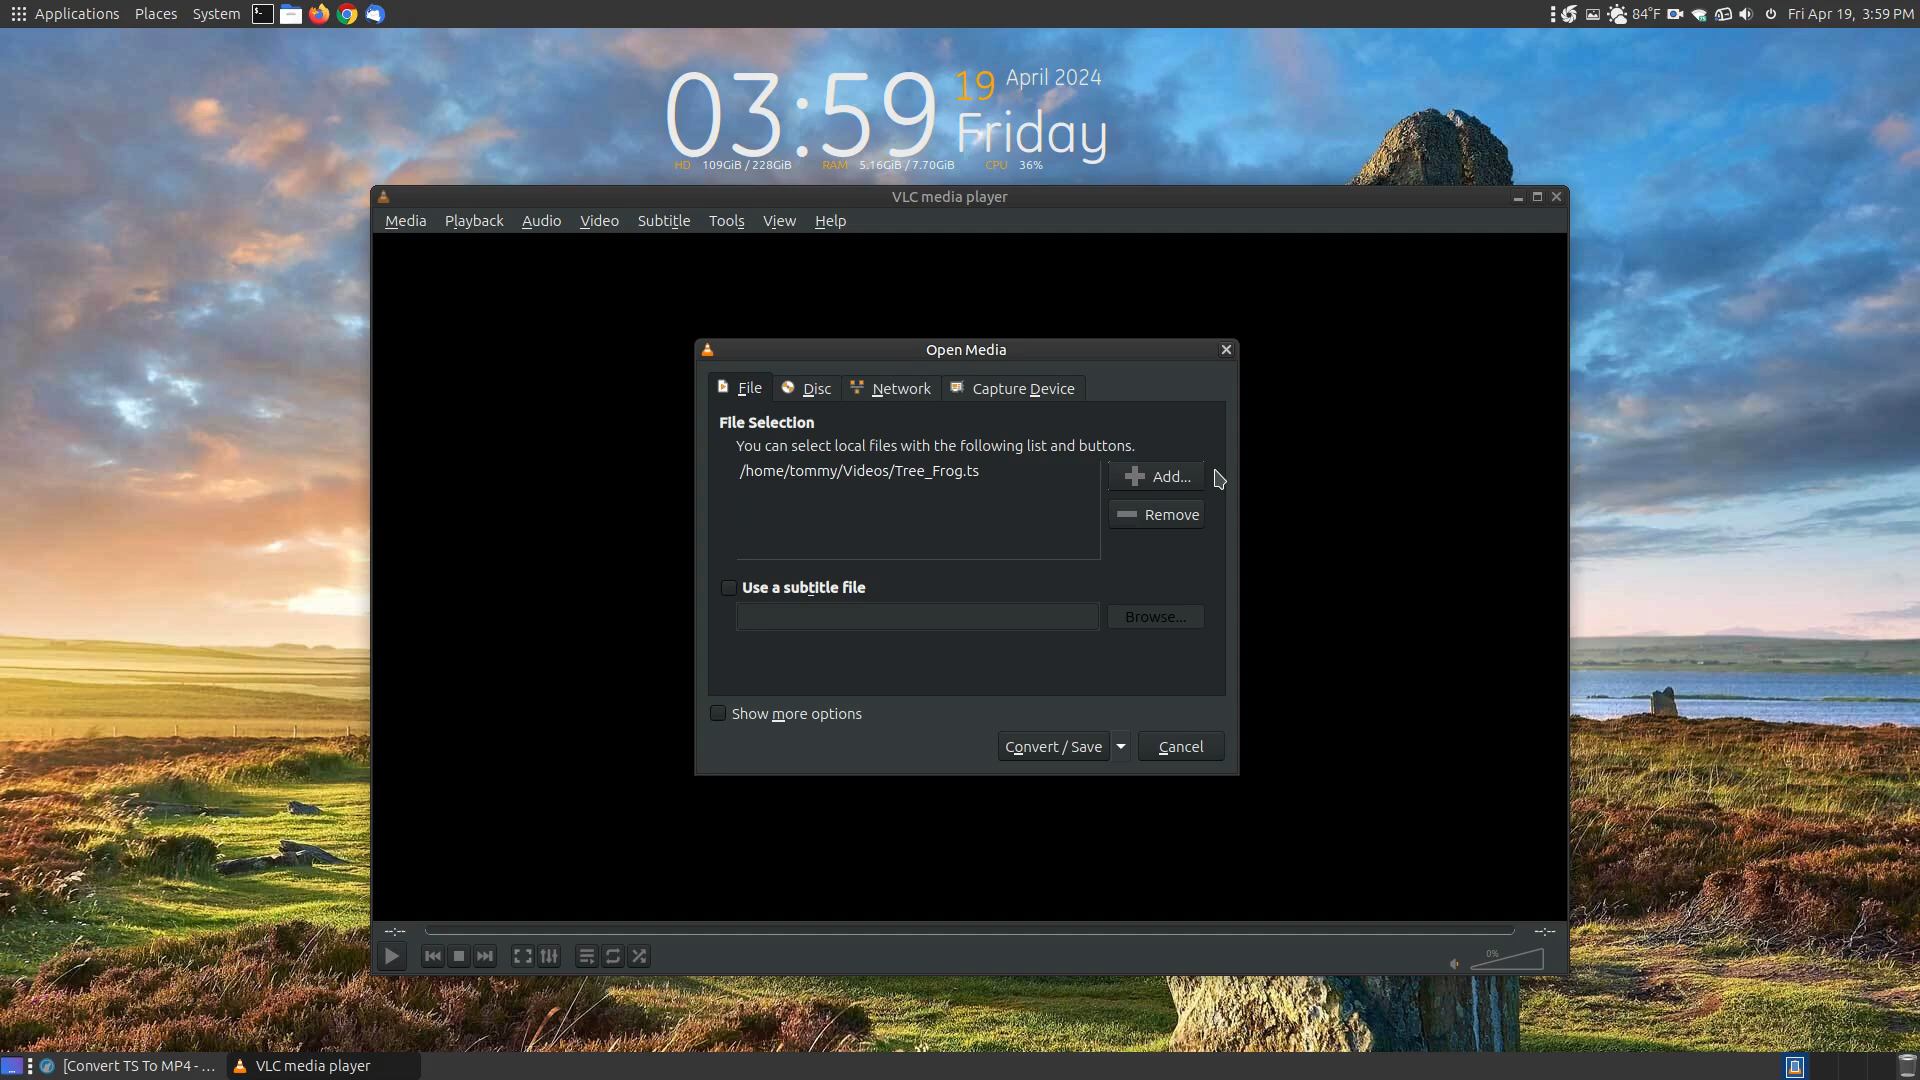 Applications Places System 84°F Fri Apr 19, 3:59 PM
03:59 19 April 2024
Friday
HD 109GiB / 228GiB RAM 5.16GiB / 7.70GiB CPU 36%
VLC media player
Media Playback Audio Video Subtitle Tools View Help
Open Media
File Disc Network Capture Device
File Selection
You can select local files with the following list and buttons.
/home/tommy/Videos/Tree_Frog.ts
Add...
Remove
Use a subtitle file
Browse...
Show more options
Convert / Save Cancel
--:-- --:--
0%
[Convert TS To MP4 - ... VLC media player